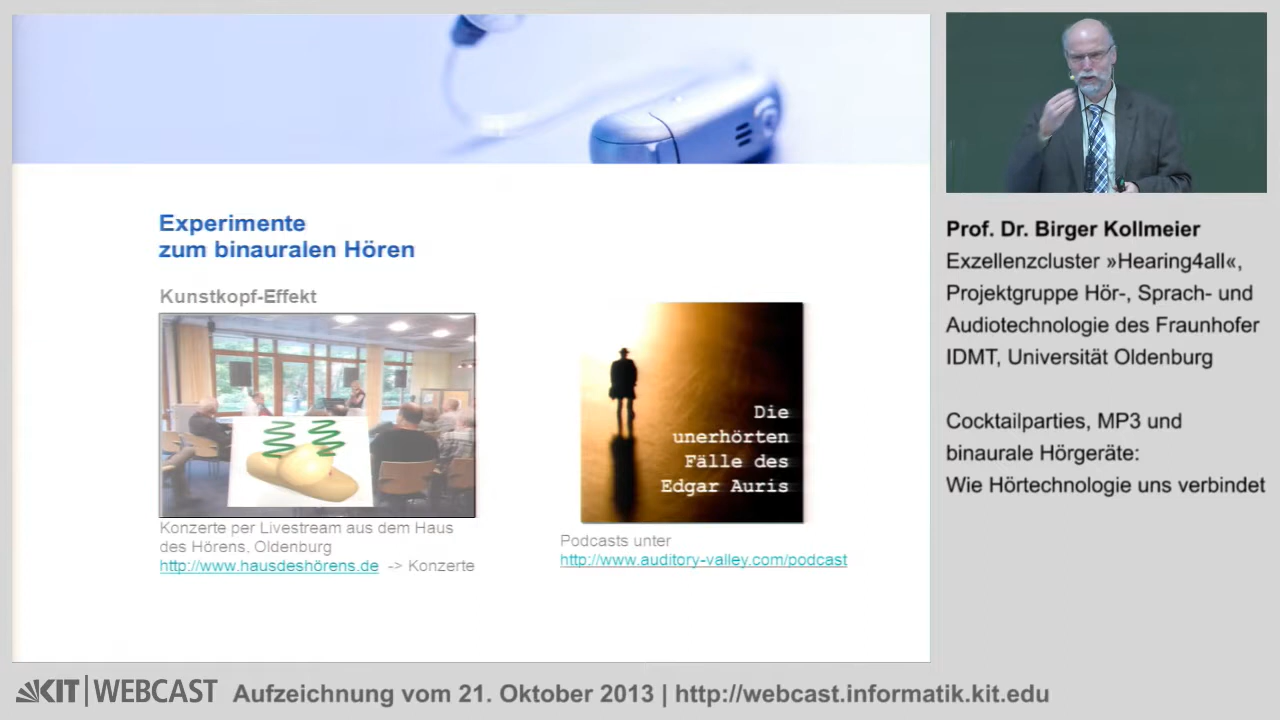 Experimente
zum binauralen Hören
Kunstkopf-Effekt
Die
unerhörten
Fälle des
Edgar Auris
Konzerte per Livestream aus dem Haus
des Hörens, Oldenburg
http://www.hausdeshörens.de -> Konzerte
Podcasts unter
http://www.auditory-valley.com/podcast
Prof. Dr. Birger Kollmeier
Exzellenzcluster »Hearing4all«,
Projektgruppe Hör-, Sprach- und
Audiotechnologie des Fraunhofer
IDMT, Universität Oldenburg
Cocktailparties, MP3 und
binaurale Hörgeräte:
Wie Hörtechnologie uns verbindet
KIT | WEBCAST Aufzeichnung vom 21. Oktober 2013 | http://webcast.informatik.kit.edu